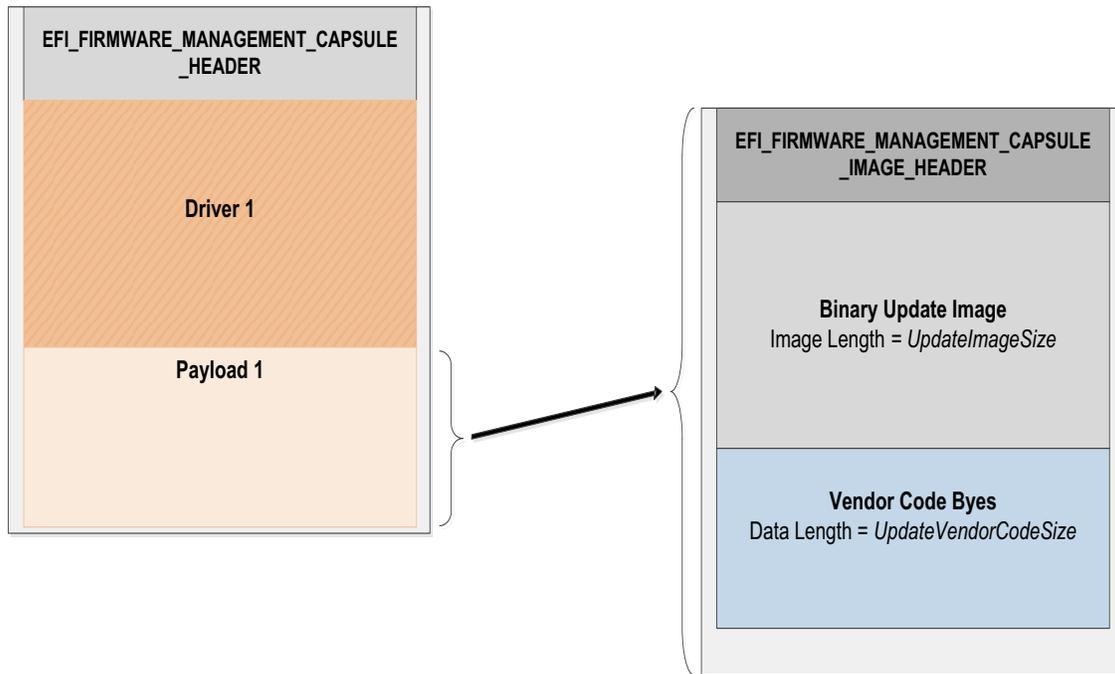 EFI_FIRMWARE_MANAGEMENT_CAPSULE
_HEADER
Driver 1
Payload 1
EFI_FIRMWARE_MANAGEMENT_CAPSULE
_IMAGE_HEADER
Binary Update Image
Image Length = UpdateImageSize
Vendor Code Byes
Data Length = UpdateVendorCodeSize